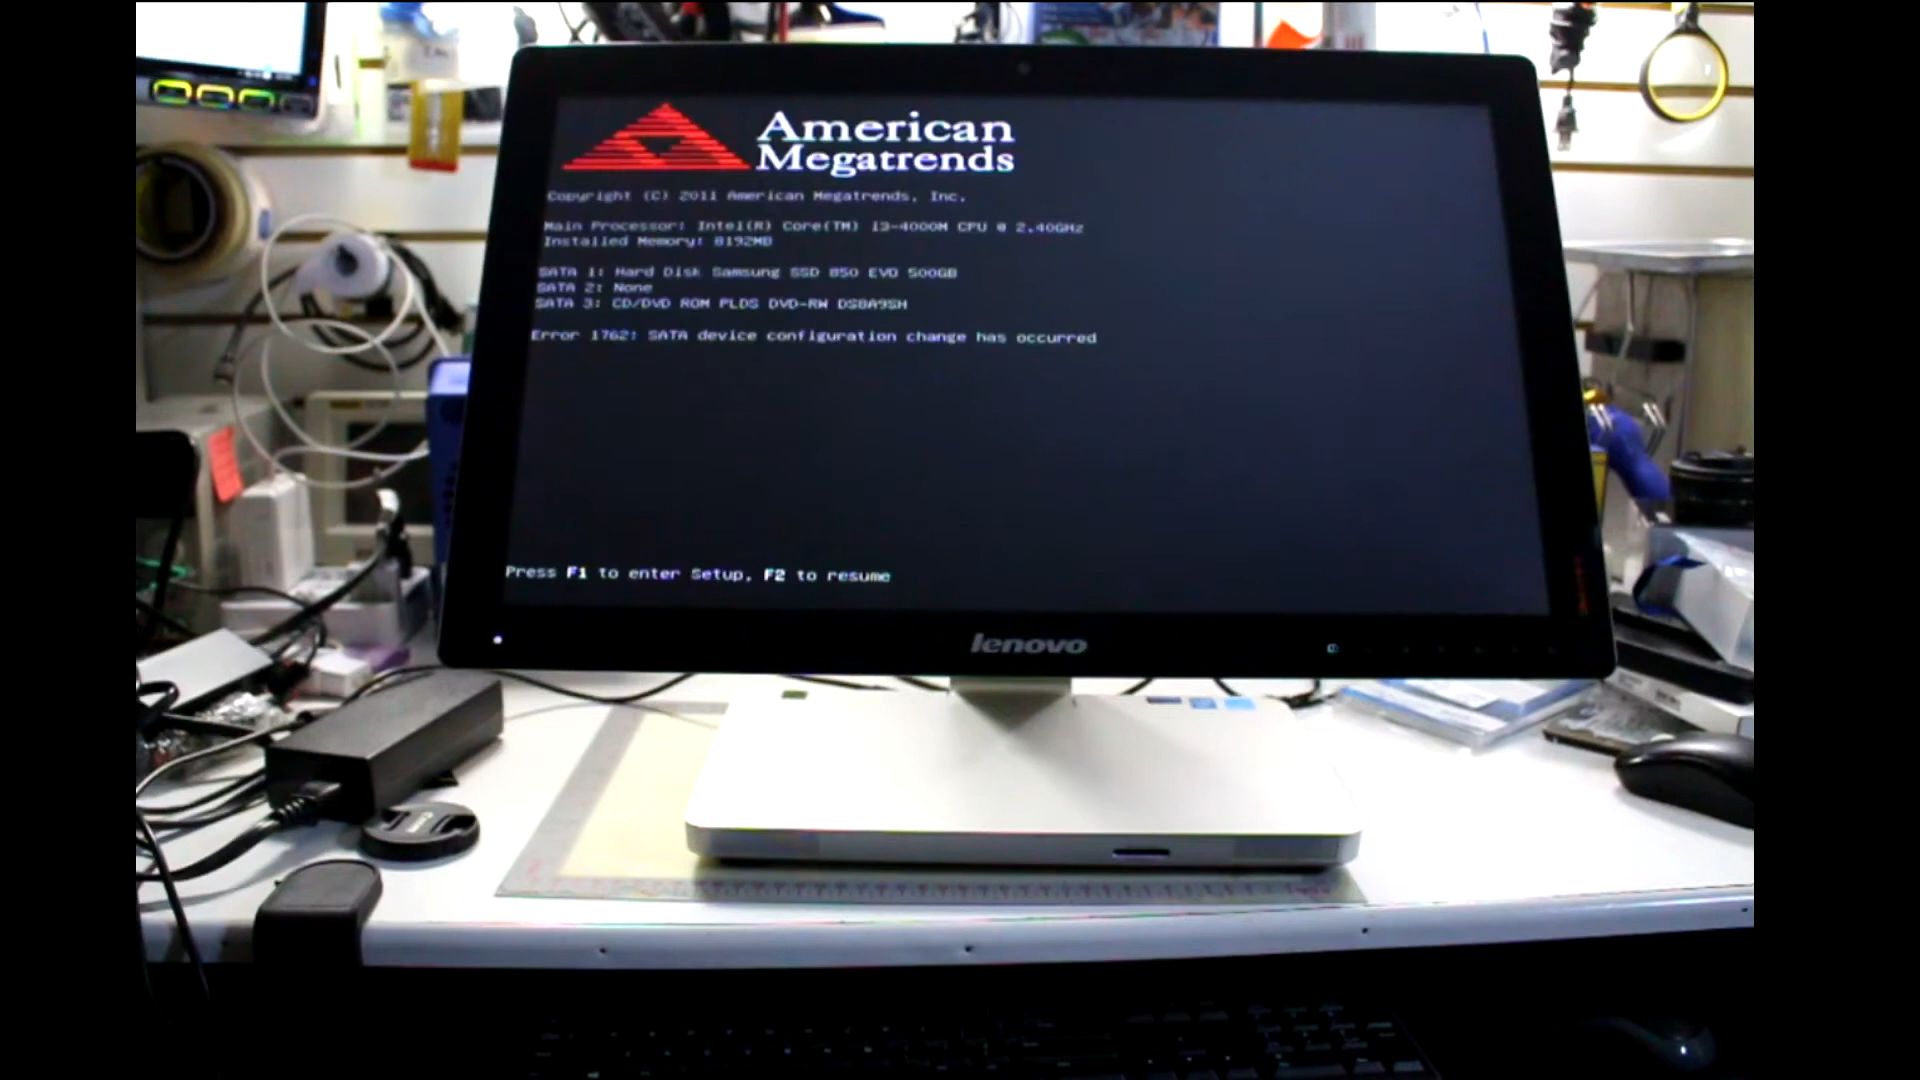 American
Megatrends
Copyright (C) 2011 American Megatrends, Inc.
Main Processor: Intel(R) Core(TM) i3-4000M CPU @ 2.40GHz
Installed Memory: 8192MB
SATA 1: Hard Disk Samsung SSD 850 EVO 500GB
SATA 2: None
SATA 3: CD/DVD ROM PLDS DVD-RW DS8A9SH
Error 1762: SATA device configuration change has occurred
Press F1 to enter Setup, F2 to resume
lenovo
Canon